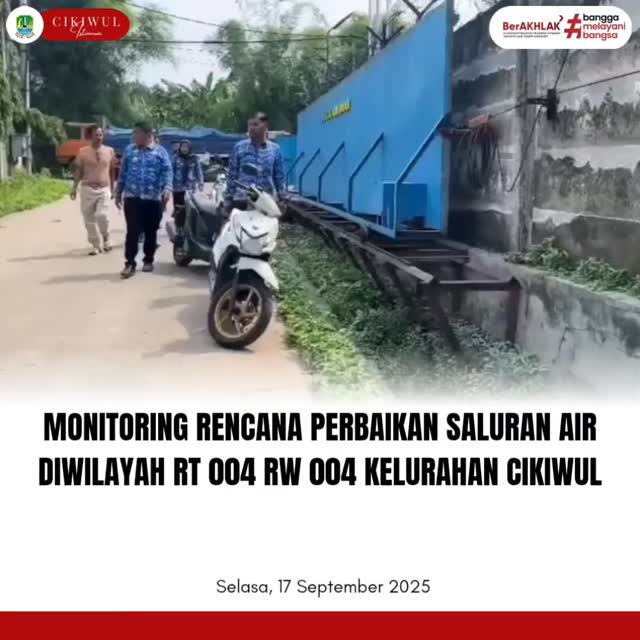 CIKIWUL
Istimewa
BerAKHLAK
#bangga
melayani
bangsa
MONITORING RENCANA PERBAIKAN SALURAN AIR
DIWILAYAH RT 004 RW 004 KELURAHAN CIKIWUL
Selasa, 17 September 2025